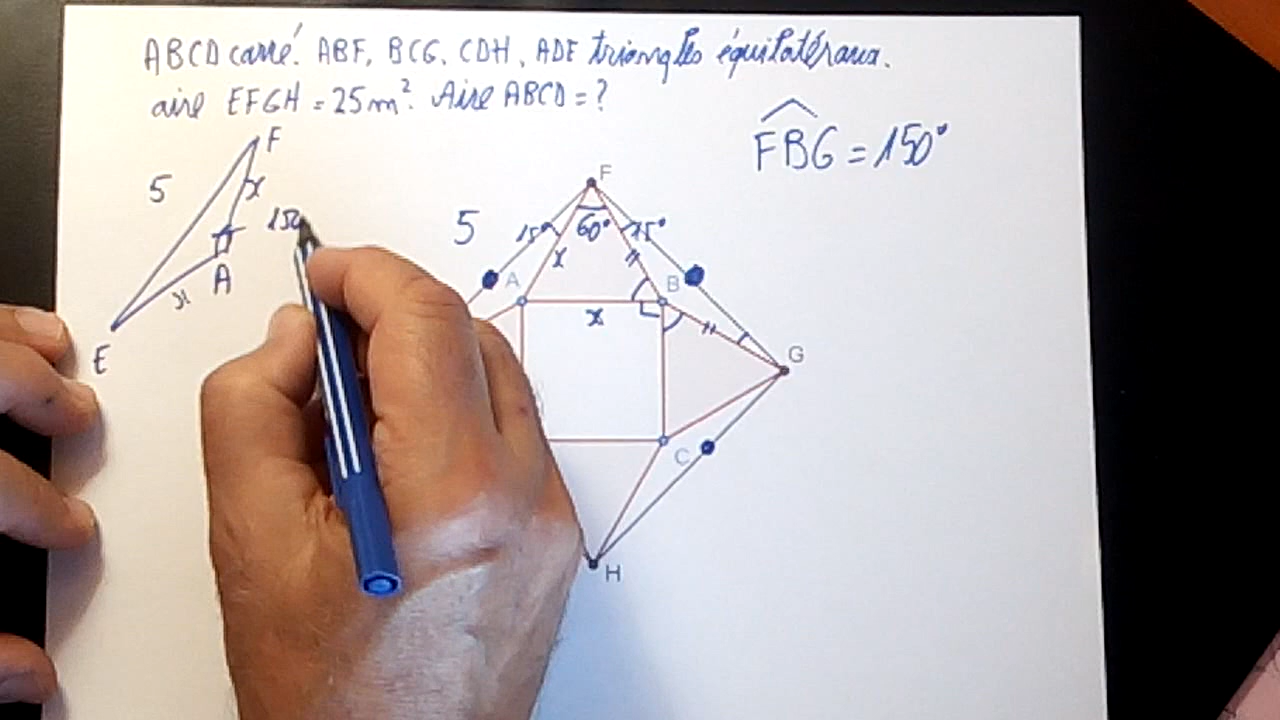 ABCD carré. ABF, BCG, CDH, ADE triangles équilatéraux.
aire EFGH = 25m². Aire ABCD = ?
FBG = 150°
F
5
x
150
A
x
E
F
5
15°
60°
15°
x
A
B
x
G
C
H